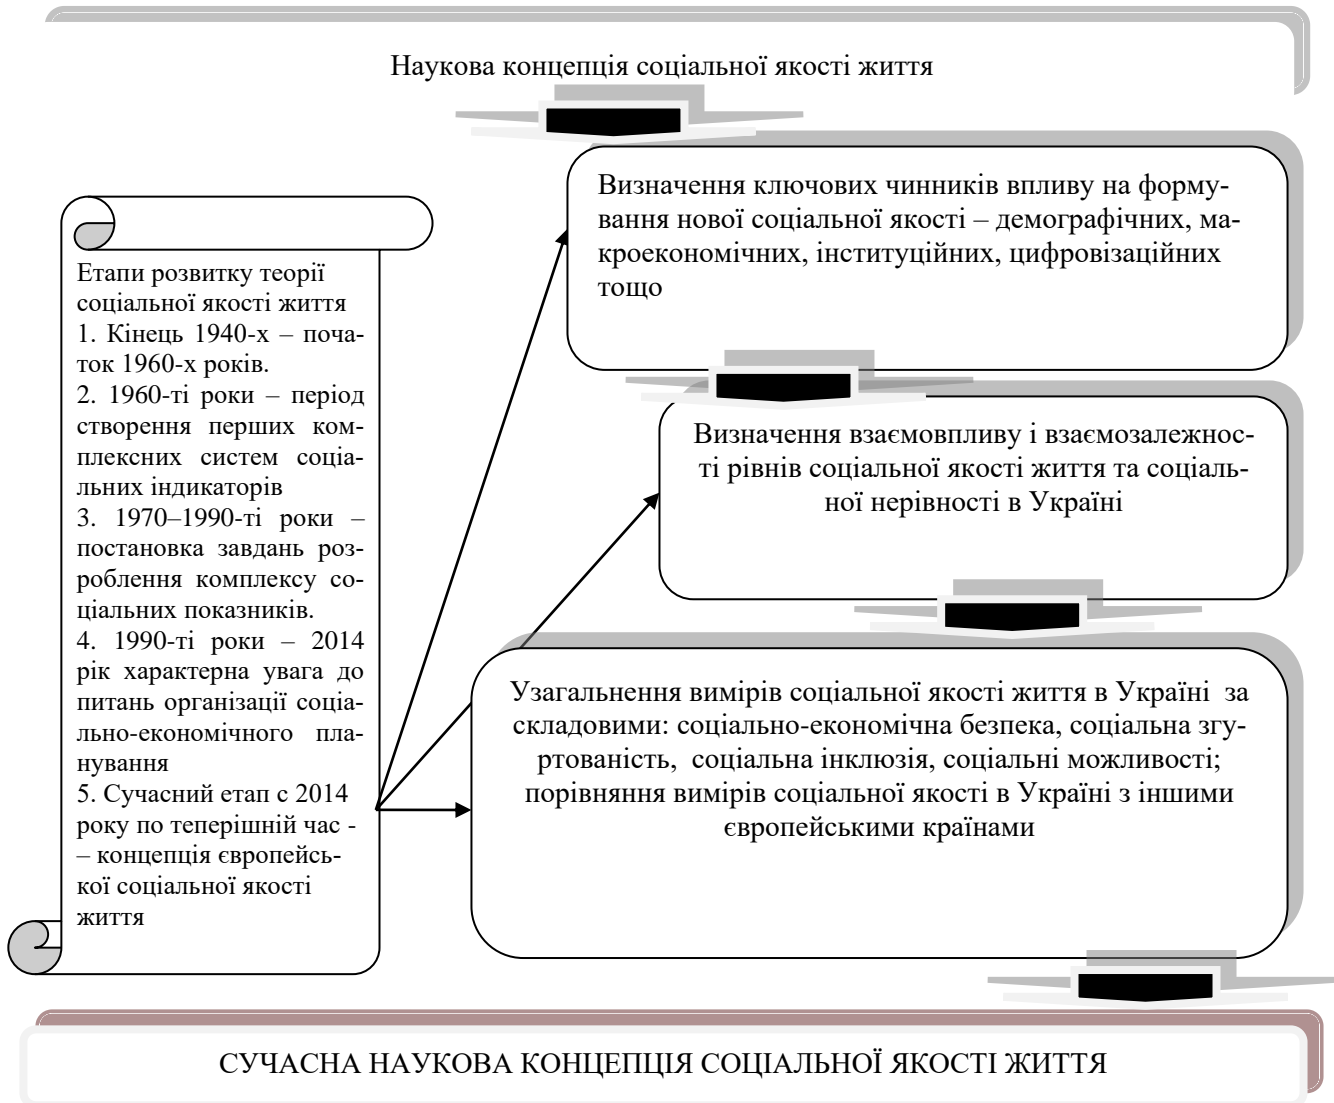 Наукова концепція соціальної якості життя
Етапи розвитку теорії
соціальної якості життя
1. Кінець 1940-х – поча-
ток 1960-х років.
2. 1960-ті роки – період
створення перших ком-
плексних систем соціа-
льних індикаторів
3. 1970–1990-ті роки –
постановка завдань роз-
роблення комплексу со-
ціальних показників.
4. 1990-ті роки – 2014
рік характерна увага до
питань організації соціа-
льно-економічного пла-
нування
5. Сучасний етап с 2014
року по теперішній час -
– концепція європейсь-
кої соціальної якості
життя
Визначення ключових чинників впливу на форму-
вання нової соціальної якості – демографічних, ма-
кроекономічних, інституційних, цифровізаційних
тощо
Визначення взаємовпливу і взаємозалежнос-
ті рівнів соціальної якості життя та соціаль-
ної нерівності в Україні
Узагальнення вимірів соціальної якості життя в Україні за
складовими: соціально-економічна безпека, соціальна згу-
ртованість, соціальна інклюзія, соціальні можливості;
порівняння вимірів соціальної якості в Україні з іншими
європейськими країнами
СУЧАСНА НАУКОВА КОНЦЕПЦІЯ СОЦІАЛЬНОЇ ЯКОСТІ ЖИТТЯ